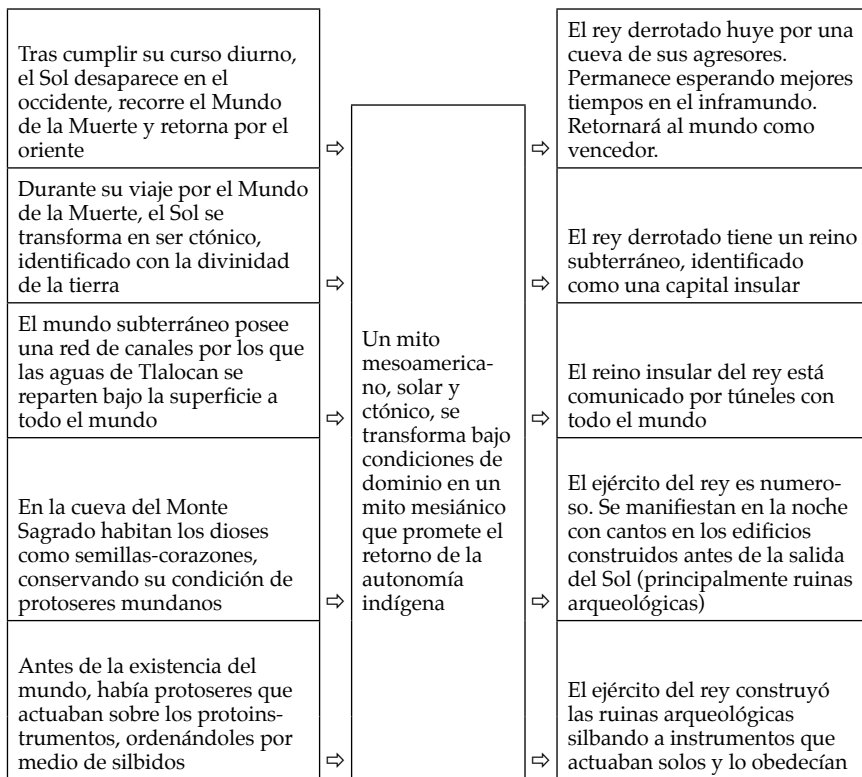 Tras cumplir su curso diurno,
el Sol desaparece en el
occidente, recorre el Mundo
de la Muerte y retorna por el
oriente
⇨
Durante su viaje por el Mundo
de la Muerte, el Sol se
transforma en ser ctónico,
identificado con la divinidad
de la tierra
⇨
El mundo subterráneo posee
una red de canales por los que
las aguas de Tlalocan se
reparten bajo la superficie a
todo el mundo
⇨
En la cueva del Monte
Sagrado habitan los dioses
como semillas-corazones,
conservando su condición de
protoseres mundanos
⇨
Antes de la existencia del
mundo, había protoseres que
actuaban sobre los protoins-
trumentos, ordenándoles por
medio de silbidos
⇨
Un mito
mesoamerica-
no, solar y
ctónico, se
transforma bajo
condiciones de
dominio en un
mito mesiánico
que promete el
retorno de la
autonomía
indígena
⇨
El rey derrotado huye por una
cueva de sus agresores.
Permanece esperando mejores
tiempos en el inframundo.
Retornará al mundo como
vencedor.
⇨
El rey derrotado tiene un reino
subterráneo, identificado
como una capital insular
⇨
El reino insular del rey está
comunicado por túneles con
todo el mundo
⇨
El ejército del rey es numero-
so. Se manifiestan en la noche
con cantos en los edificios
construidos antes de la salida
del Sol (principalmente ruinas
arqueológicas)
⇨
El ejército del rey construyó
las ruinas arqueológicas
silbando a instrumentos que
actuaban solos y lo obedecían